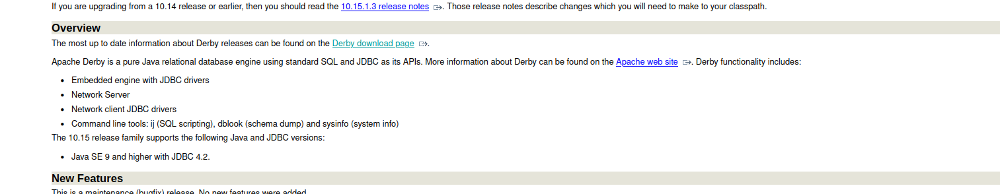 If you are upgrading from a 10.14 release or earlier, then you should read the 10.15.1.3 release notes. Those release notes describe changes which you will need to make to your classpath.
Overview
The most up to date information about Derby releases can be found on the Derby download page.
Apache Derby is a pure Java relational database engine using standard SQL and JDBC as its APIs. More information about Derby can be found on the Apache web site. Derby functionality includes:
• Embedded engine with JDBC drivers
• Network Server
• Network client JDBC drivers
• Command line tools: ij (SQL scripting), dblook (schema dump) and sysinfo (system info)
The 10.15 release family supports the following Java and JDBC versions:
• Java SE 9 and higher with JDBC 4.2.
New Features
This is a maintenance (bugfix) release. No new features were added.